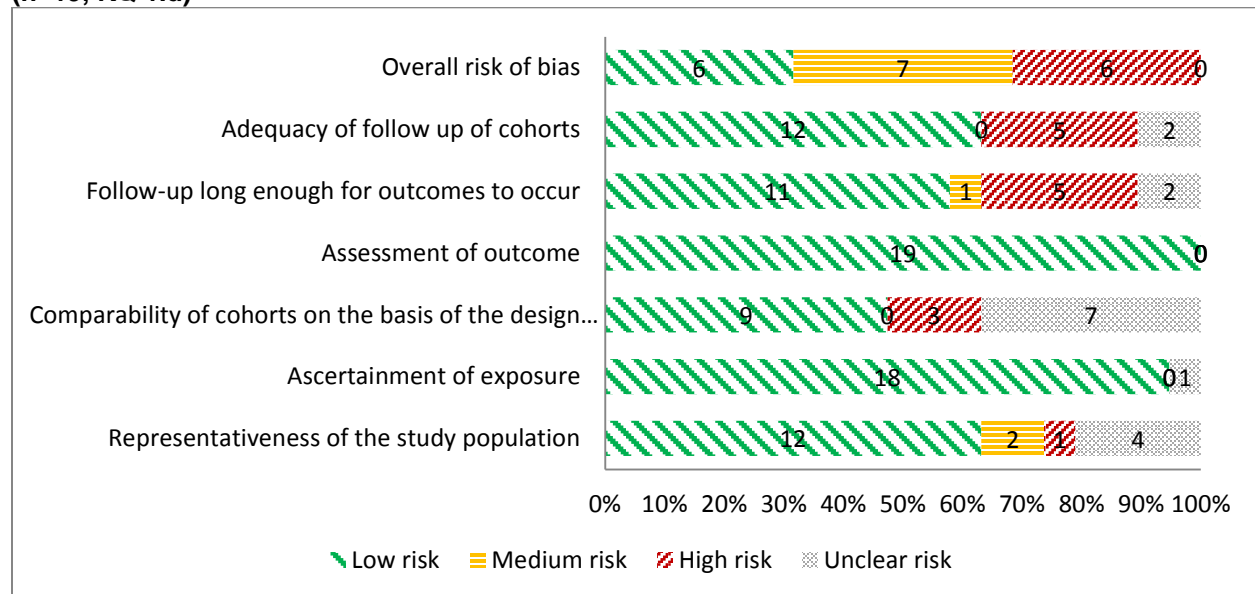 Overall risk of bias 6 7 6 0
Adequacy of follow up of cohorts 12 0 5 2
Follow-up long enough for outcomes to occur 11 1 5 2
Assessment of outcome 19 0
Comparability of cohorts on the basis of the design… 9 0 3 7
Ascertainment of exposure 18 0 1
Representativeness of the study population 12 2 1 4
0% 10% 20% 30% 40% 50% 60% 70% 80% 90% 100%
Low risk Medium risk High risk Unclear risk